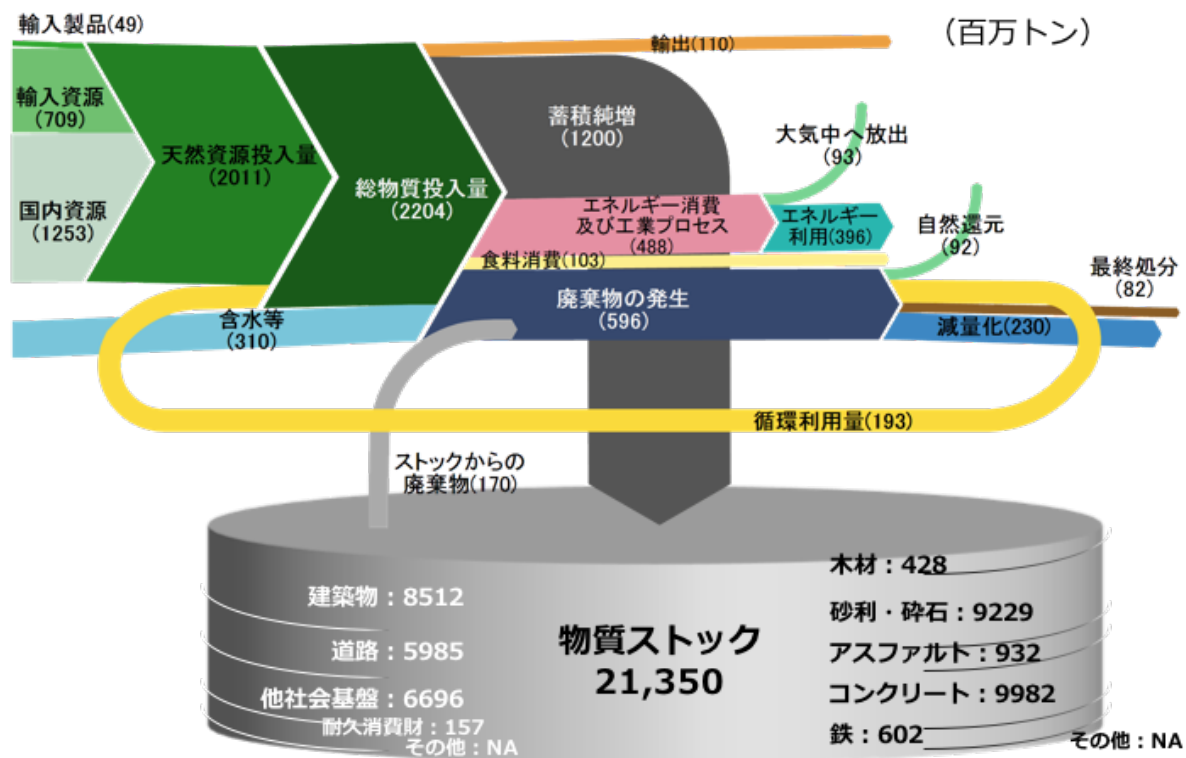 輸入製品(49)
(百万トン)
輸出(110)
輸入資源
(709)
蓄積純増
(1200)
大気中へ放出
(93)
天然資源投入量
(2011)
総物質投入量
(2204)
国内資源
(1253)
エネルギー消費
及び工業プロセス
(488)
エネルギー
利用(396)
自然還元
(92)
食料消費(103)
最終処分
(82)
廃棄物の発生
(596)
含水等
(310)
減量化(230)
循環利用量(193)
ストックからの
廃棄物(170)
建築物：8512
道路：5985
他社会基盤：6696
耐久消費財：157
その他：NA
物質ストック
21,350
木材：428
砂利・砕石：9229
アスファルト：932
コンクリート：9982
鉄：602
その他：NA